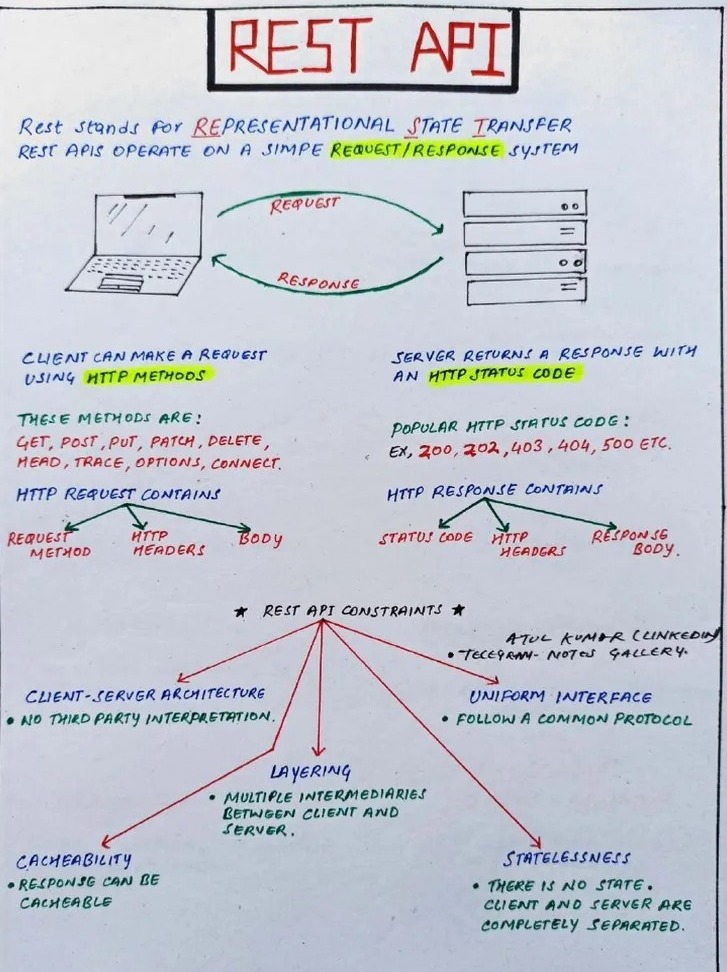 REST API
Rest stands for REPRESENTATIONAL STATE TRANSFER
REST APIS OPERATE ON A SIMPE REQUEST/RESPONSE SYSTEM
REQUEST
RESPONSE
CLIENT CAN MAKE A REQUEST
USING HTTP METHODS
THESE METHODS ARE:
GET, POST, PUT, PATCH, DELETE,
HEAD, TRACE, OPTIONS, CONNECT.
HTTP REQUEST CONTAINS
REQUEST METHOD
HTTP HEADERS
BODY
SERVER RETURNS A RESPONSE WITH
AN HTTP STATUS CODE
POPULAR HTTP STATUS CODE:
EX, 200, 202, 403, 404, 500 ETC.
HTTP RESPONSE CONTAINS
STATUS CODE
HTTP HEADERS
RESPONSE BODY.
★ REST API CONSTRAINTS ★
ATUL KUMAR (LINKEDIN)
• TELEGRAM- NOTES GALLERY.
CLIENT-SERVER ARCHITECTURE
• NO THIRD PARTY INTERPRETATION.
UNIFORM INTERFACE
• FOLLOW A COMMON PROTOCOL
LAYERING
• MULTIPLE INTERMEDIARIES
BETWEEN CLIENT AND
SERVER.
CACHEABILITY
• RESPONSE CAN BE
CACHEABLE
STATELESSNESS
• THERE IS NO STATE.
CLIENT AND SERVER ARE
COMPLETELY SEPARATED.